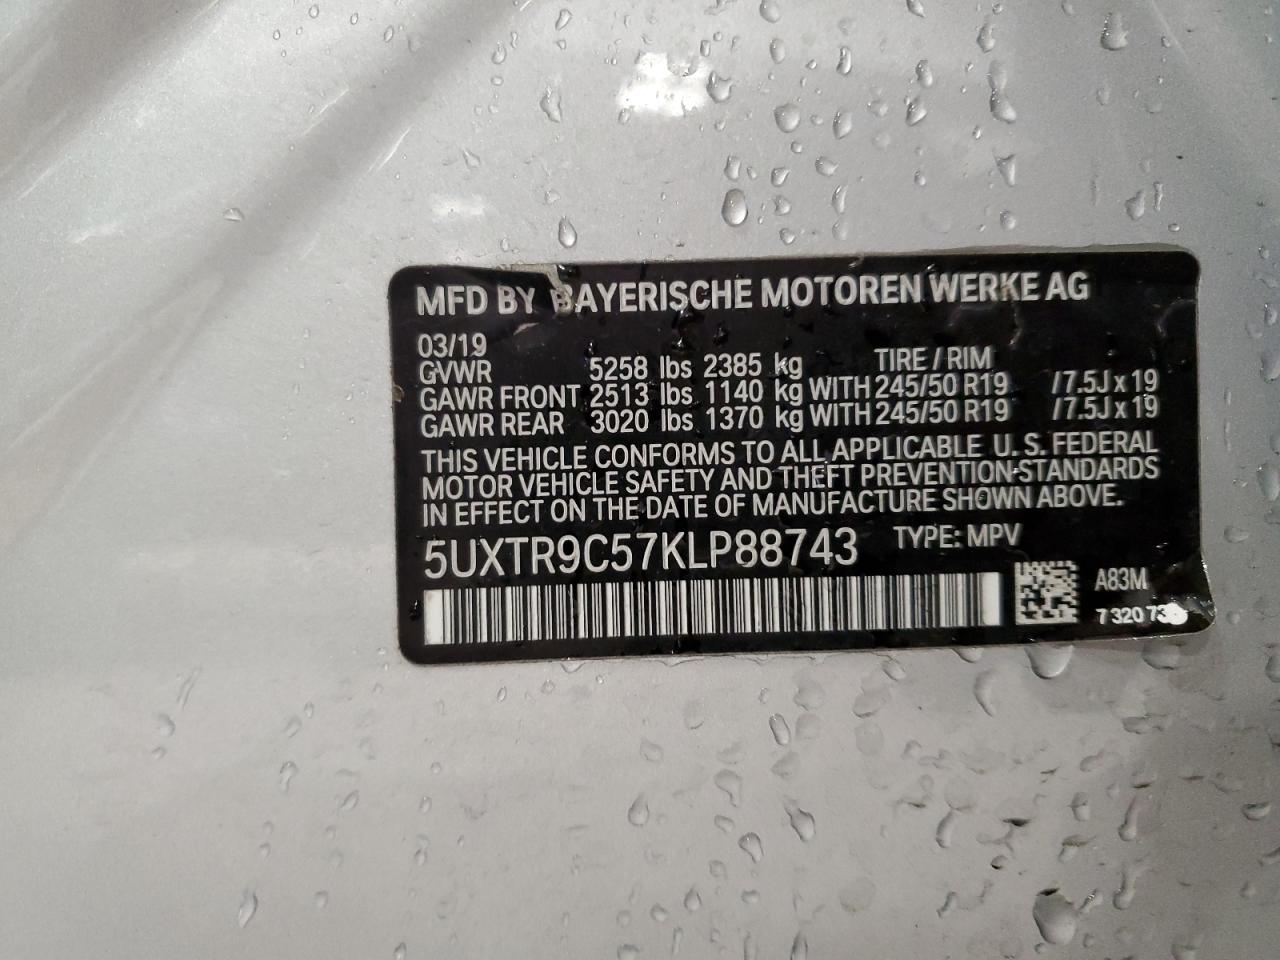 MFD BY BAYERISCHE MOTOREN WERKE AG
03/19 TIRE / RIM
GVWR 5258 lbs 2385 kg
GAWR FRONT 2513 lbs 1140 kg WITH 245/50 R19 /7.5J x 19
GAWR REAR 3020 lbs 1370 kg WITH 245/50 R19 /7.5J x 19
THIS VEHICLE CONFORMS TO ALL APPLICABLE U.S. FEDERAL
MOTOR VEHICLE SAFETY AND THEFT PREVENTION STANDARDS
IN EFFECT ON THE DATE OF MANUFACTURE SHOWN ABOVE.
5UXTR9C57KLP88743 TYPE: MPV
A83M
7 320